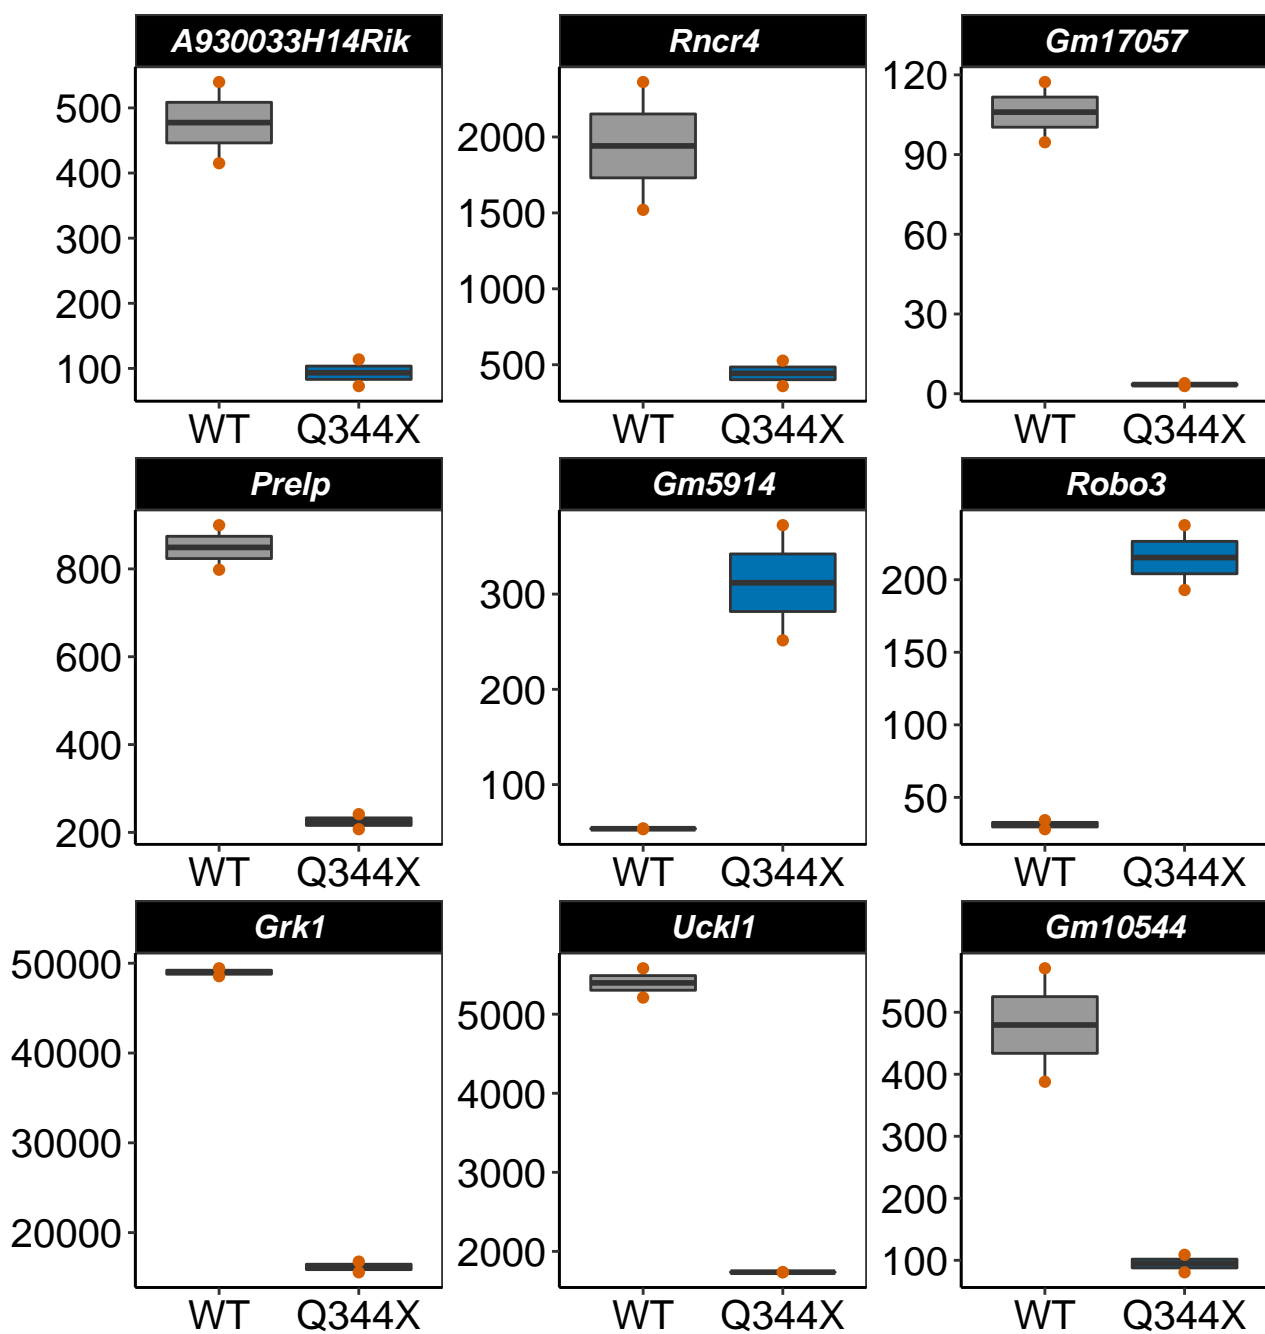 A930033H14Rik Rncr4 Gm17057
500 2000 120
400 1500 90
300 1000 60
200 500 30
100 0
WT Q344X WT Q344X WT Q344X
Prelp Gm5914 Robo3
800 300 200
600 200 150
400 100 100
200 50
WT Q344X WT Q344X WT Q344X
Grk1 Uckl1 Gm10544
50000 5000 500
40000 4000 400
30000 3000 300
20000 2000 200
100
WT Q344X WT Q344X WT Q344X